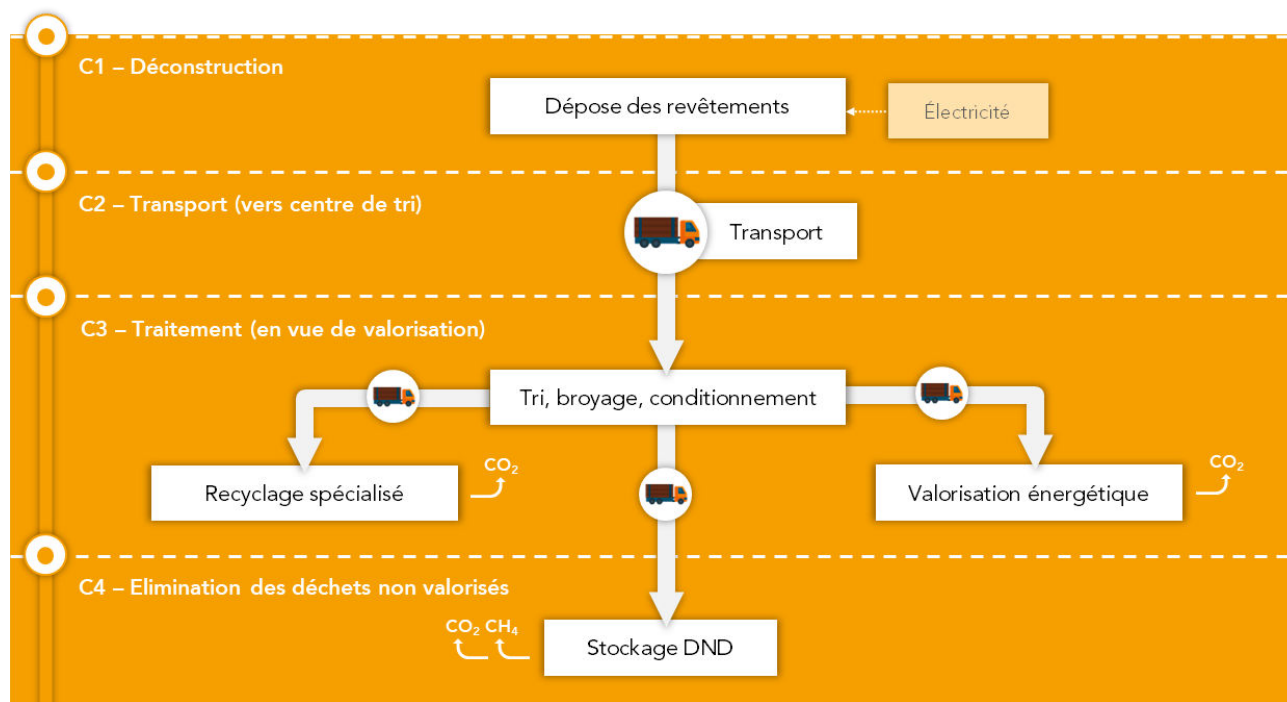 C1 – Déconstruction
Dépose des revêtements
Électricité
C2 – Transport (vers centre de tri)
Transport
C3 – Traitement (en vue de valorisation)
Tri, broyage, conditionnement
Recyclage spécialisé
CO₂
Valorisation énergétique
CO₂
C4 – Elimination des déchets non valorisés
CO₂ CH₄
Stockage DND